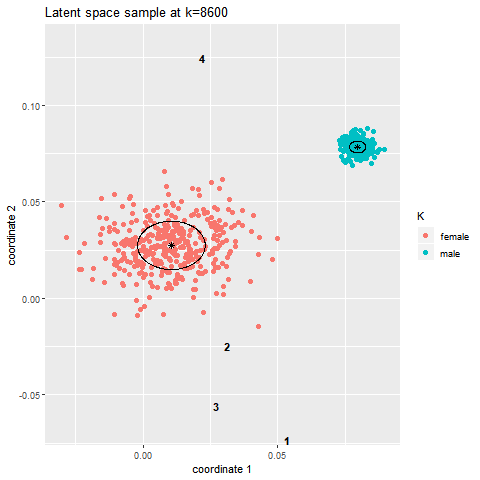 Latent space sample at k=8600
4
0.10
0.05
0.00
-0.05
2
3
1
0.00
0.05
coordinate 1
coordinate 2
K
female
male